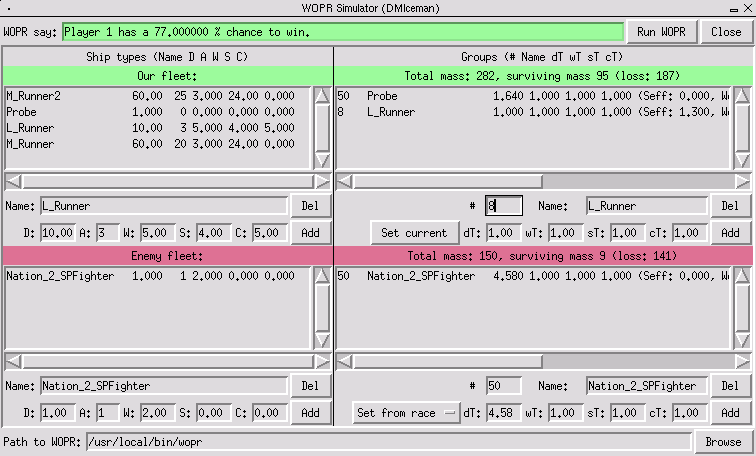 WOPR Simulator (DMIceman)
WOPR say: Player 1 has a 77.000000 % chance to win. Run WOPR Close
Ship types (Name D A W S C) Groups (# Name dT wT sT cT)
Our fleet: Total mass: 282, surviving mass 95 (loss: 187)
M_Runner2 60.00 25 3.000 24.00 0.000 50 Probe 1.640 1.000 1.000 1.000 (Seff: 0.000, We
Probe 1.000 0 0.000 0.000 0.000 8 L_Runner 1.000 1.000 1.000 1.000 (Seff: 1.300, We
L_Runner 10.00 3 5.000 4.000 5.000
M_Runner 60.00 20 3.000 24.00 0.000
Name: L_Runner Del # 8 Name: L_Runner Del
D: 10.00 A: 3 W: 5.00 S: 4.00 C: 5.00 Add Set current dT: 1.00 wT: 1.00 sT: 1.00 cT: 1.00 Add
Enemy fleet: Total mass: 150, surviving mass 9 (loss: 141)
Nation_2_SPFighter 1.000 1 2.000 0.000 0.000 50 Nation_2_SPFighter 4.580 1.000 1.000 1.000 (Seff: 0.000, We
Name: Nation_2_SPFighter Del # 50 Name: Nation_2_SPFighter Del
D: 1.00 A: 1 W: 2.00 S: 0.00 C: 0.00 Add Set from race dT: 4.58 wT: 1.00 sT: 1.00 cT: 1.00 Add
Path to WOPR: /usr/local/bin/wopr Browse